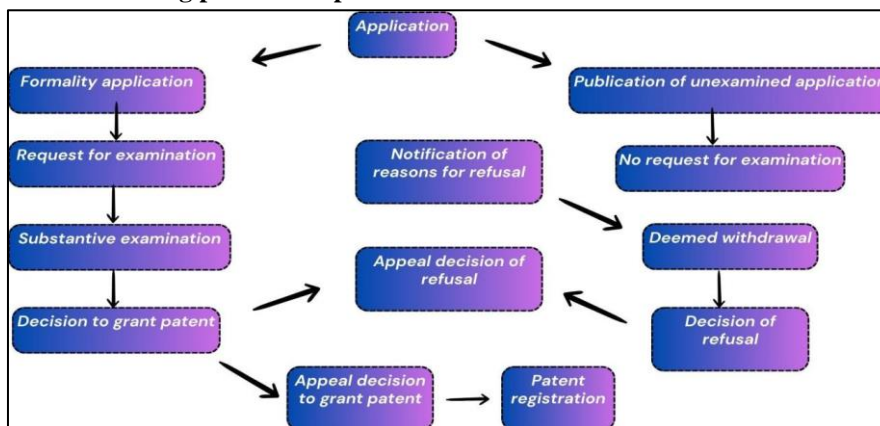 Application
Formality application
Publication of unexamined application
Request for examination
Notification of
reasons for refusal
No request for examination
Substantive examination
Deemed withdrawal
Appeal decision of
refusal
Decision to grant patent
Decision of
refusal
Appeal decision
to grant patent
Patent
registration